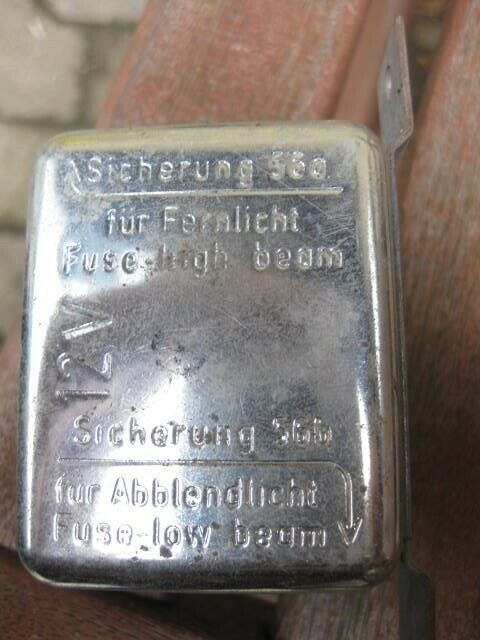 Sicherung 56a
für Fernlicht
Fuse-high beam
12V
Sicherung 56b
für Abblendlicht
Fuse-low beam